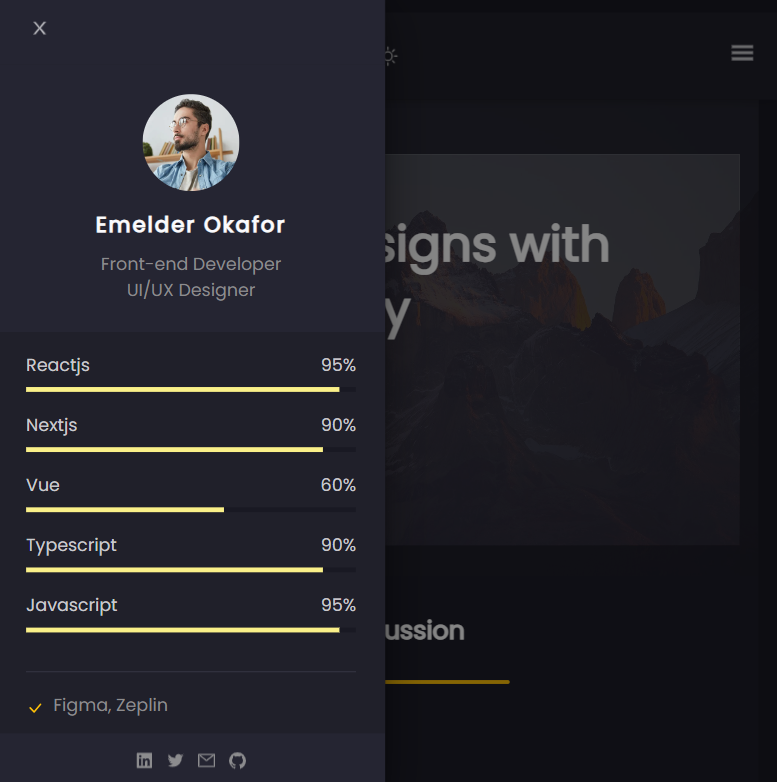 X
Emelder Okafor
Front-end Developer
UI/UX Designer
Reactjs 95%
Nextjs 90%
Vue 60%
Typescript 90%
Javascript 95%
Figma, Zeplin
signs with
y
ussion